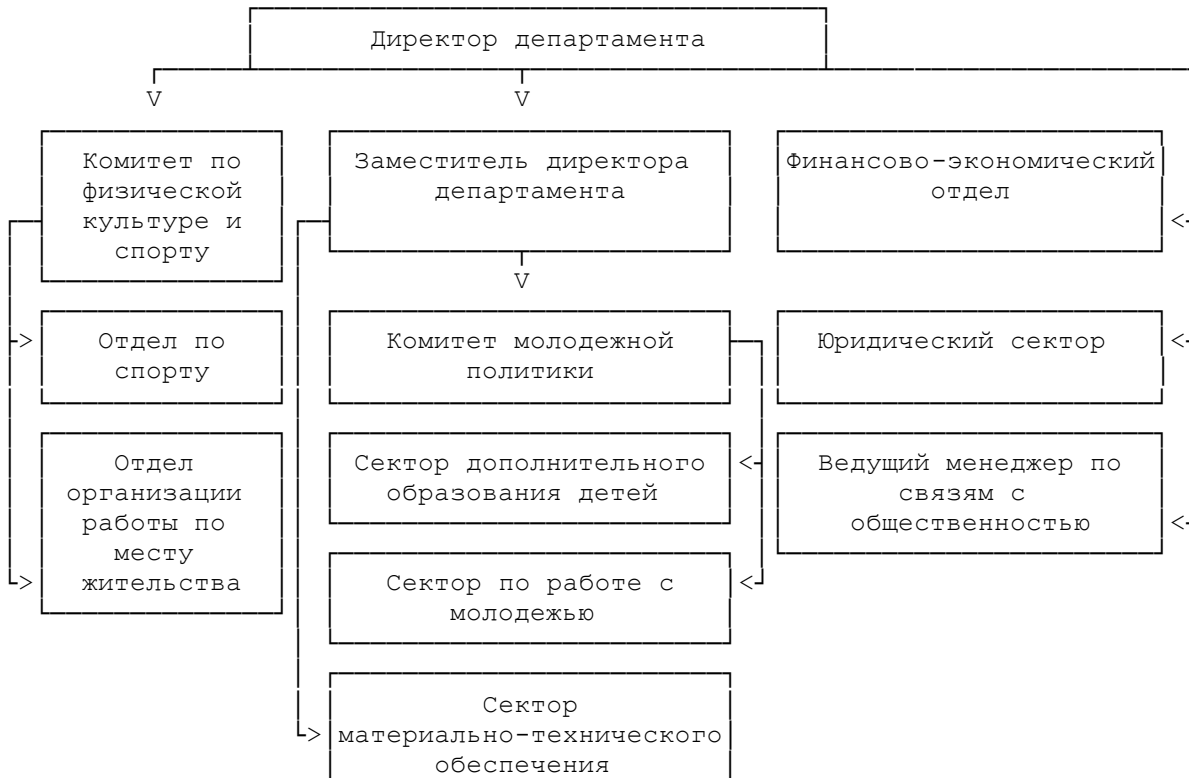 Директор департамента
Комитет по
физической
культуре и
спорту
Заместитель директора
департамента
Финансово-экономический
отдел
Отдел по
спорту
Комитет молодежной
политики
Юридический сектор
Отдел
организации
работы по
месту
жительства
Сектор дополнительного
образования детей
Ведущий менеджер по
связям с
общественностью
Сектор по работе с
молодежью
Сектор
материально-технического
обеспечения